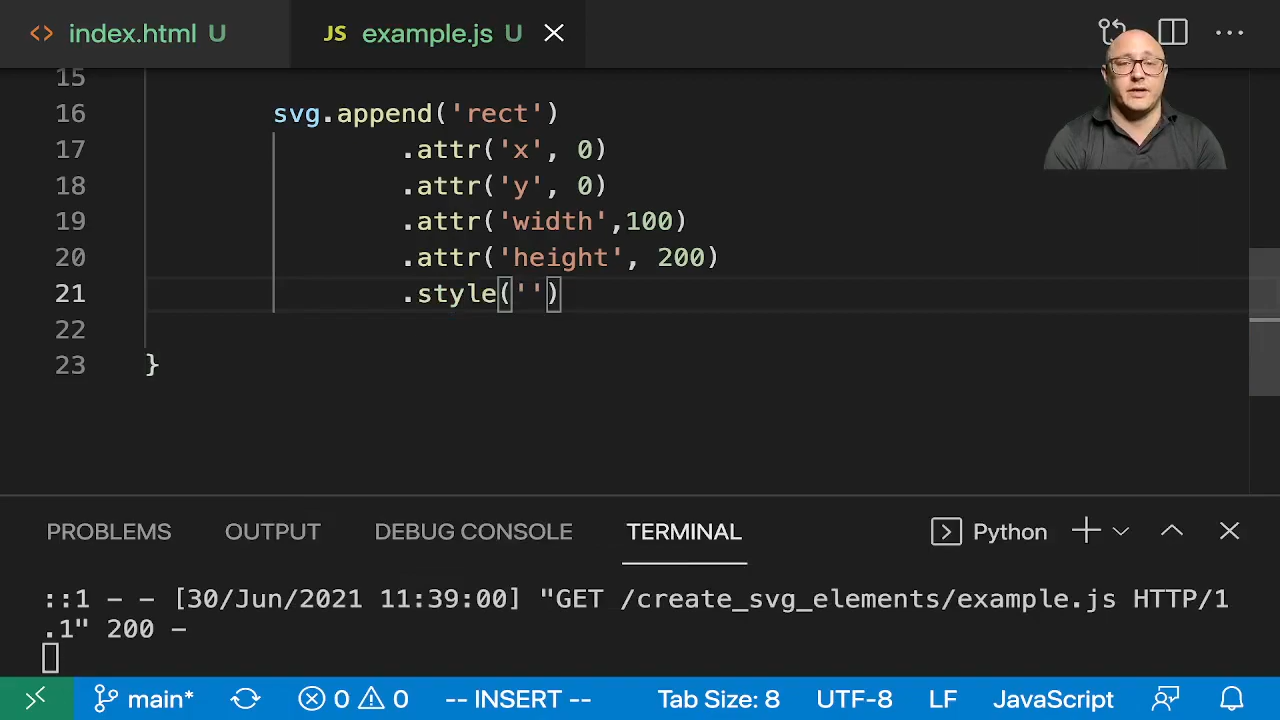 <> index.html U
JS example.js U
15
16 svg.append('rect')
17 .attr('x', 0)
18 .attr('y', 0)
19 .attr('width',100)
20 .attr('height', 200)
21 .style('')
22
23 }
PROBLEMS OUTPUT DEBUG CONSOLE TERMINAL Python
::1 - - [30/Jun/2021 11:39:00] "GET /create_svg_elements/example.js HTTP/1
.1" 200 -
main* 0 0 -- INSERT -- Tab Size: 8 UTF-8 LF JavaScript